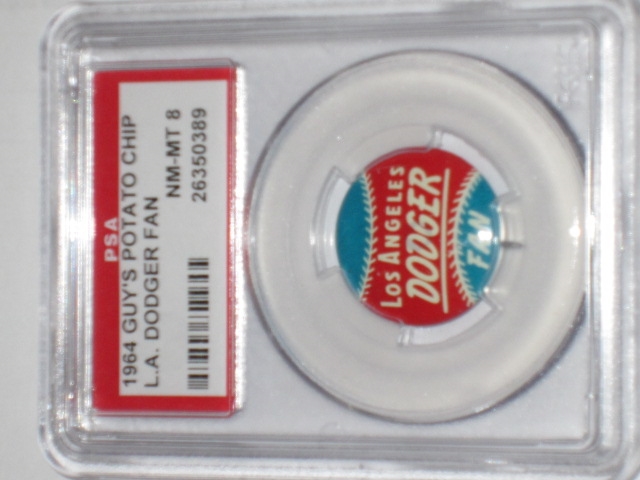 PSA
1964 GUY'S POTATO CHIP
L.A. DODGER FAN
NM-MT 8
26350389
LOS ANGELES
DODGER
FAN